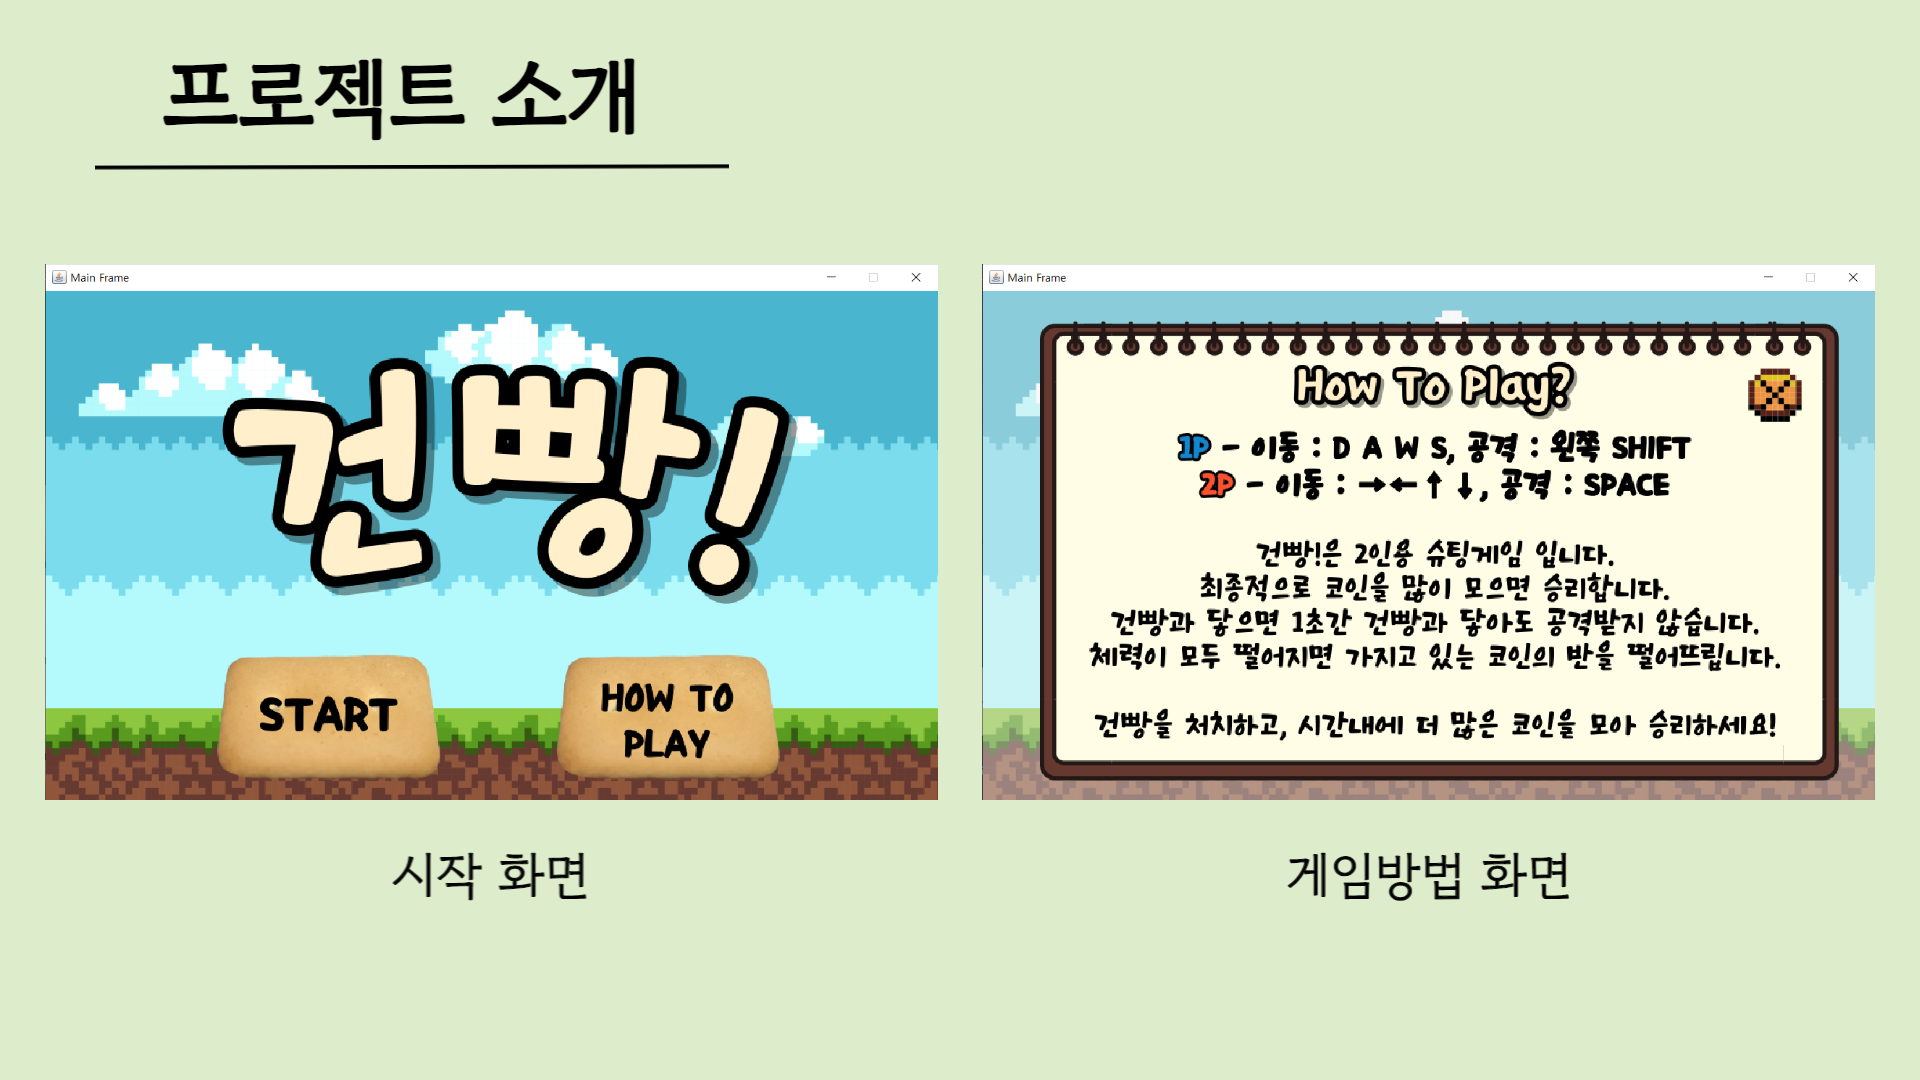 프로젝트 소개
Main Frame
건빵!
START
HOW TO
PLAY
시작 화면
Main Frame
How To Play?
1P - 이동 : D A W S, 공격 : 왼쪽 SHIFT
2P - 이동 : →← ↑ ↓, 공격 : SPACE
건빵!은 2인용 슈팅게임 입니다.
최종적으로 코인을 많이 모으면 승리합니다.
건빵과 닿으면 1초간 건빵과 닿아도 공격받지 않습니다.
체력이 모두 떨어지면 가지고 있는 코인의 반을 떨어뜨립니다.
건빵을 처치하고, 시간내에 더 많은 코인을 모아 승리하세요!
게임방법 화면